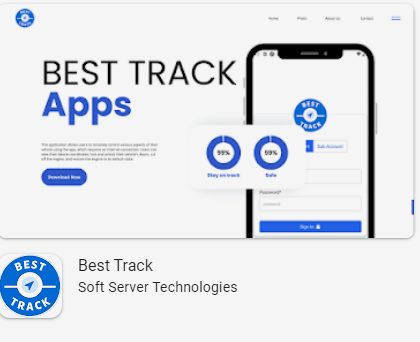 BEST
TRACK
Home
Photo
About Us
Contact
BEST TRACK
Apps
This application allows users to remotely control various aspects of their
vehicle using the app, which requires an internet connection. Users can
view their device coordinates, lock and unlock their vehicle's doors, cut
off the engine, and restore the engine to its default state.
Download Now
99%
99%
Stay on track
Safe
BEST
TRACK
Sub Account
Password*
password
Sign In
BEST
TRACK
Best Track
Soft Server Technologies